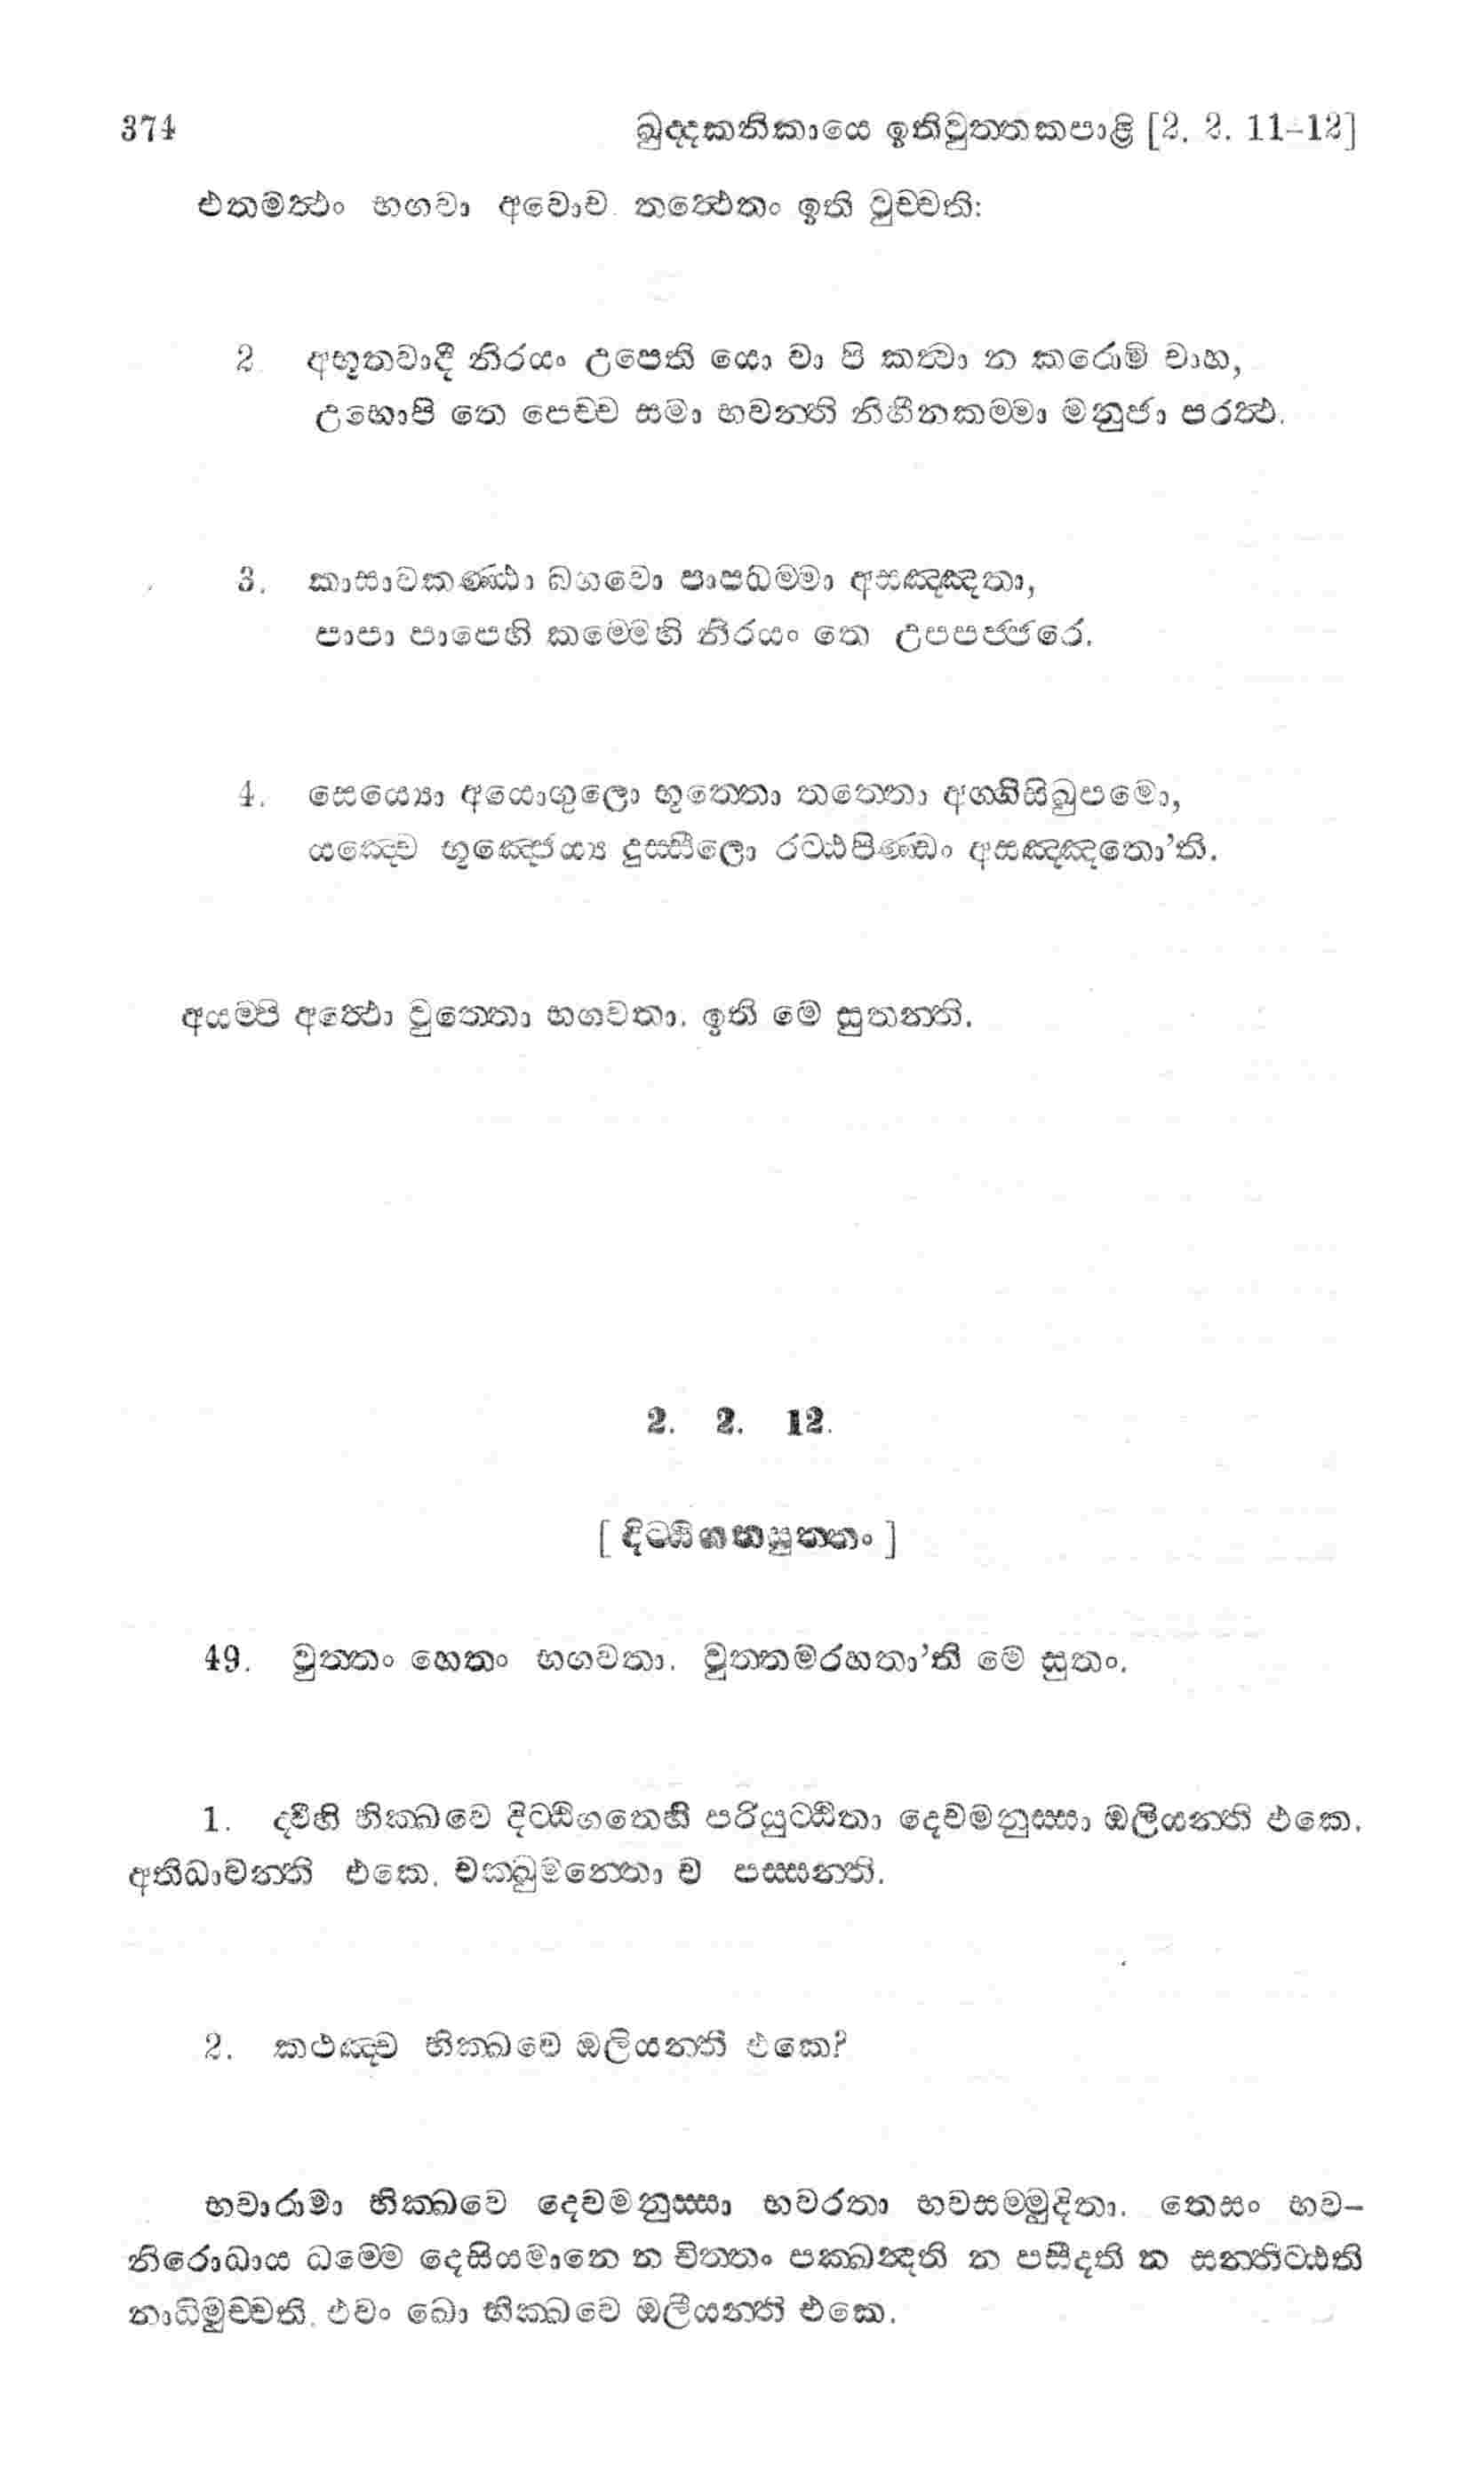 374 ඛුද්දකනිකායෙ ඉතිවුත්තකපාළි [2. 2. 11-12]
එතමත්ථං භගවා අවොච. තත්ථෙතං ඉති වුච්චති:
2. අභූතවාදී නිරයං උපෙති යො වා පි කත්වා න කරොමි චාහ,
උභොපි තෙ පෙච්ච සමා භවන්ති නිහීනකම්මා මනුජා පරත්ථ.
3. කාසාවකණ්ඨා බහවො පාපධම්මා අසඤ්ඤතා,
පාපා පාපෙහි කම්මෙහි නිරයං තෙ උපපජ්ජරෙ.
4. සෙය්‍යො අයොගුලො භූත්තො තත්තො අග්ගිසිඛුපමො,
යඤ්චෙ භූඤ්ජෙය්‍ය දුස්සීලො රට්ඨපිණ්ඩං අසඤ්ඤතො'ති.
අයම්පි අත්ථො වුත්තො භගවතා. ඉති මෙ සුතන්ති.
2. 2. 12.
[ දිට්ඨිගතසුත්තං ]
49. වුත්තං හෙතං භගවතා. වුත්තමරහතා'ති මෙ සුතං.
1. ද්වීහි භික්ඛවෙ දිට්ඨිගතෙහි පරියුට්ඨිතා දෙවමනුස්සා ඔලියන්ති එකෙ.
අතිධාවන්ති එකෙ. චක්ඛුමන්තො ච පස්සන්ති.
2. කථඤ්ච භික්ඛවෙ ඔලියන්ති එකෙ?
භවාරාමා භික්ඛවෙ දෙවමනුස්සා භවරතා භවසම්මුදිතා. තෙසං භව-
නිරොධාය ධම්මෙ දෙසියමානෙ න චිත්තං පක්ඛන්දති න පසීදති න සන්තිට්ඨති
නාධිමුච්චති. එවං ඛො භික්ඛවෙ ඔලීයන්ති එකෙ.